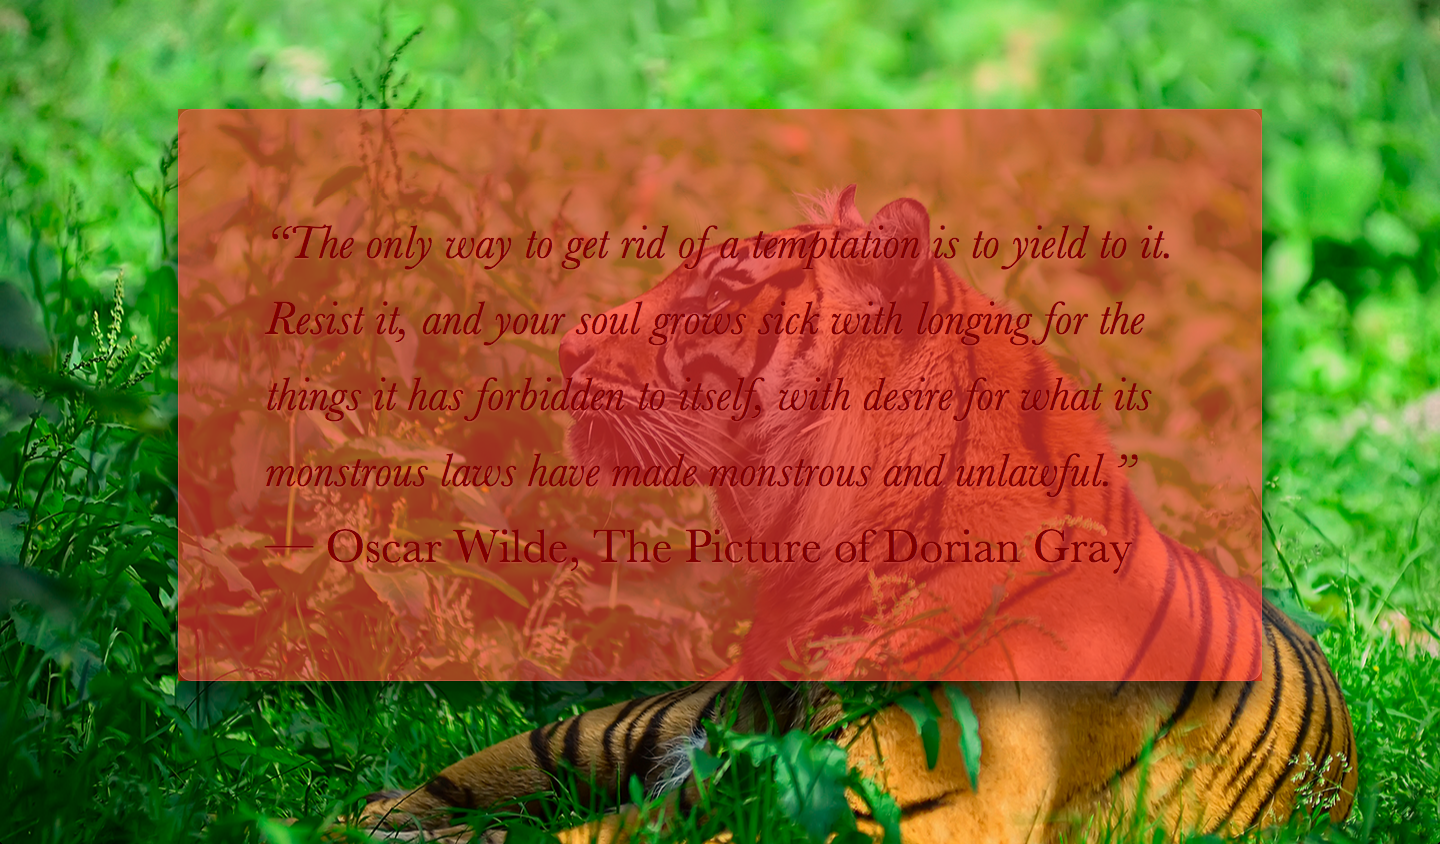 “The only way to get rid of a temptation is to yield to it.
Resist it, and your soul grows sick with longing for the
things it has forbidden to itself, with desire for what its
monstrous laws have made monstrous and unlawful.”
— Oscar Wilde, The Picture of Dorian Gray